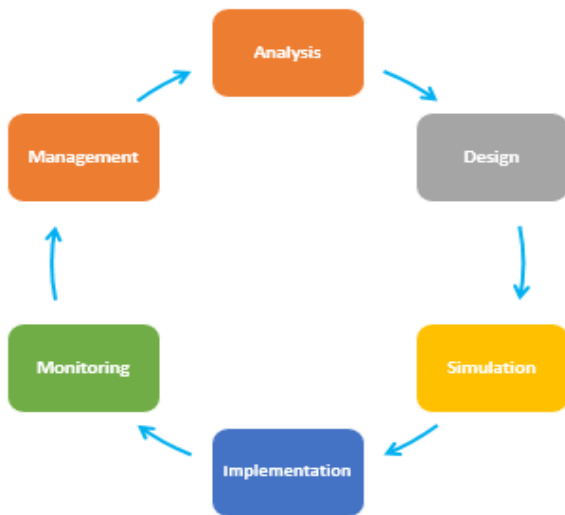 Analysis
Design
Simulation
Implementation
Monitoring
Management